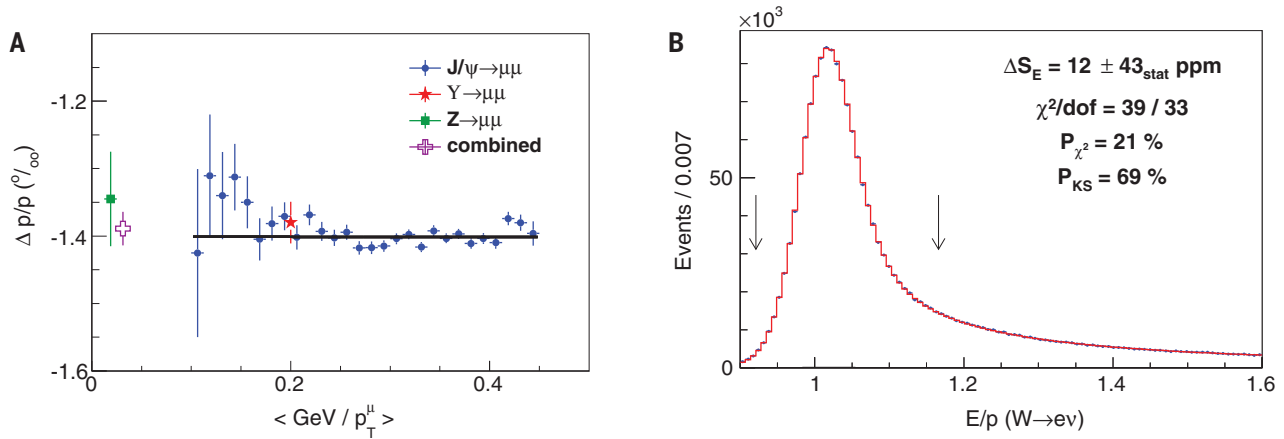 A
J/ψ→μμ
Υ→μμ
Z→μμ
combined
Δ p/p (⁰/₀₀)
-1.2
-1.4
-1.6
0
0.2
0.4
< GeV / p_T^μ >
B
×10³
ΔS_E = 12 ± 43_stat ppm
χ²/dof = 39 / 33
P_χ² = 21 %
P_KS = 69 %
Events / 0.007
50
0
1
1.2
1.4
1.6
E/p (W→eν)